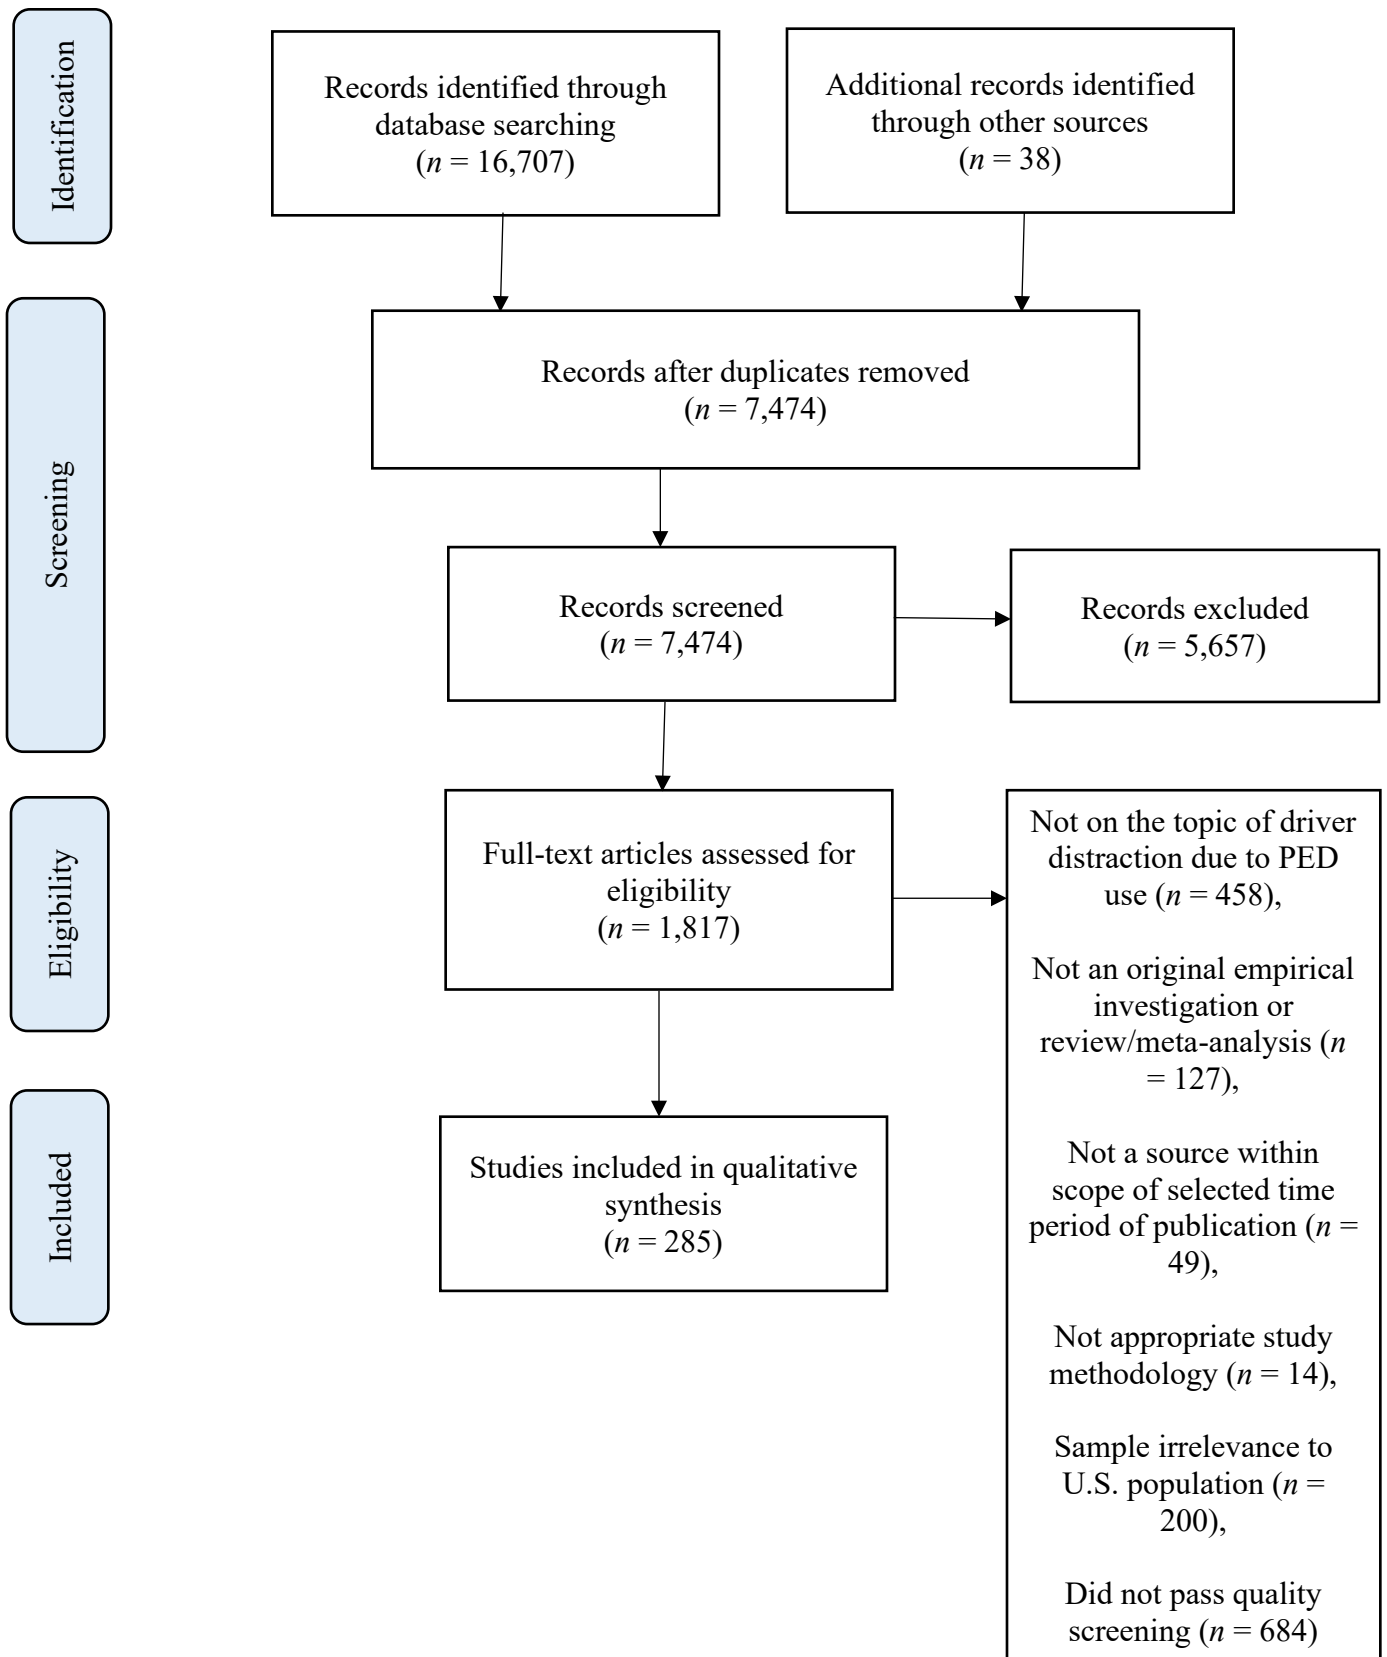 Identification
Records identified through
database searching
(n = 16,707)
Additional records identified
through other sources
(n = 38)
Screening
Records after duplicates removed
(n = 7,474)
Records screened
(n = 7,474)
Records excluded
(n = 5,657)
Eligibility
Full-text articles assessed for
eligibility
(n = 1,817)
Not on the topic of driver
distraction due to PED
use (n = 458),
Not an original empirical
investigation or
review/meta-analysis (n
= 127),
Not a source within
scope of selected time
period of publication (n =
49),
Not appropriate study
methodology (n = 14),
Sample irrelevance to
U.S. population (n =
200),
Did not pass quality
screening (n = 684)
Included
Studies included in qualitative
synthesis
(n = 285)